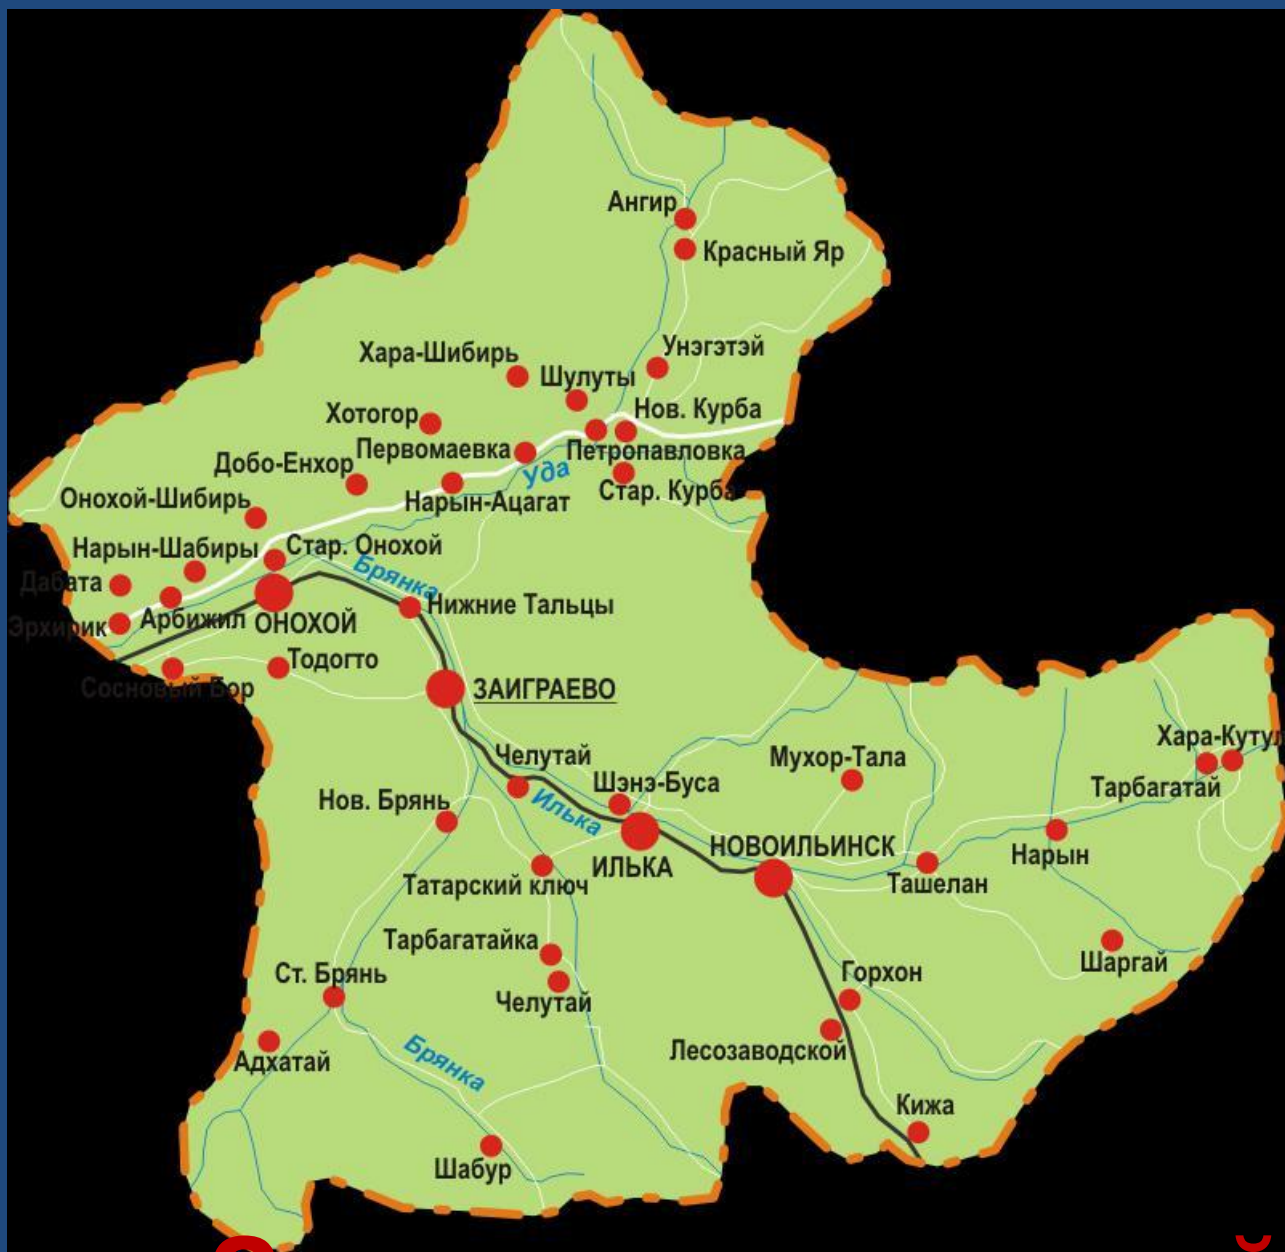 Ангир
Красный Яр
Унэгэтэй
Хара-Шибирь
Шулуты
Нов. Курба
Хотогор
Первомаевка
Петропавловка
Добо-Енхор
Уда
Стар. Курба
Онохой-Шибирь
Нарын-Ацагат
Нарын-Шабиры
Стар. Онохой
Брянка
Дабата
Нижние Тальцы
Эрхирик
Арбижил
ОНОХОЙ
Тодогто
Сосновый Бор
ЗАИГРАЕВО
Хара-Кутул
Челутай
Мухор-Тала
Шэнэ-Буса
Тарбагатай
Нов. Брянь
Илька
НОВОИЛЬИНСК
Нарын
ИЛЬКА
Татарский ключ
Ташелан
Тарбагатайка
Шаргай
Ст. Брянь
Горхон
Челутай
Лесозаводской
Адхатай
Брянка
Кижа
Шабур